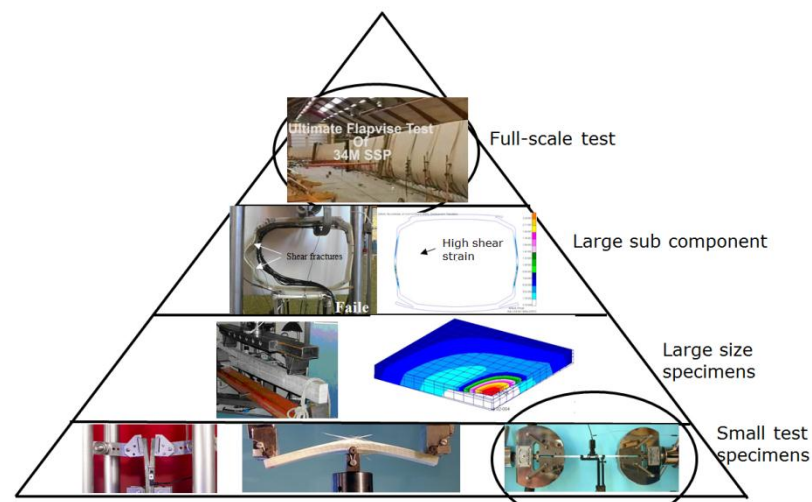 Ultimate Flapvise Test
Of
34M SSP
Full-scale test
Shear fractures
Faile
High shear
strain
Large sub component
Large size
specimens
Small test
specimens